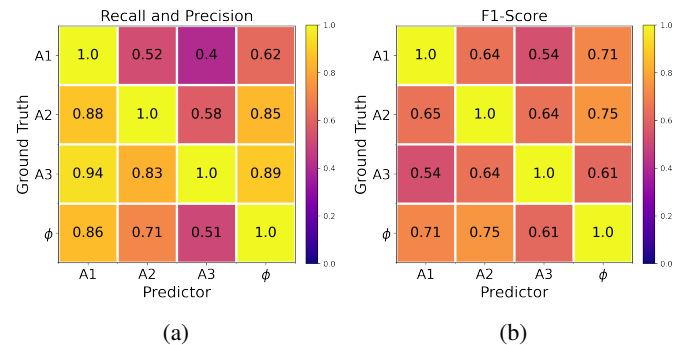 Recall and Precision
Ground Truth
A1 1.0 0.52 0.4 0.62
A2 0.88 1.0 0.58 0.85
A3 0.94 0.83 1.0 0.89
ϕ 0.86 0.71 0.51 1.0
A1 A2 A3 ϕ
Predictor
1.0
0.8
0.6
0.4
0.2
0.0
(a)
F1-Score
Ground Truth
A1 1.0 0.64 0.54 0.71
A2 0.65 1.0 0.64 0.75
A3 0.54 0.64 1.0 0.61
ϕ 0.71 0.75 0.61 1.0
A1 A2 A3 ϕ
Predictor
1.0
0.8
0.6
0.4
0.2
0.0
(b)